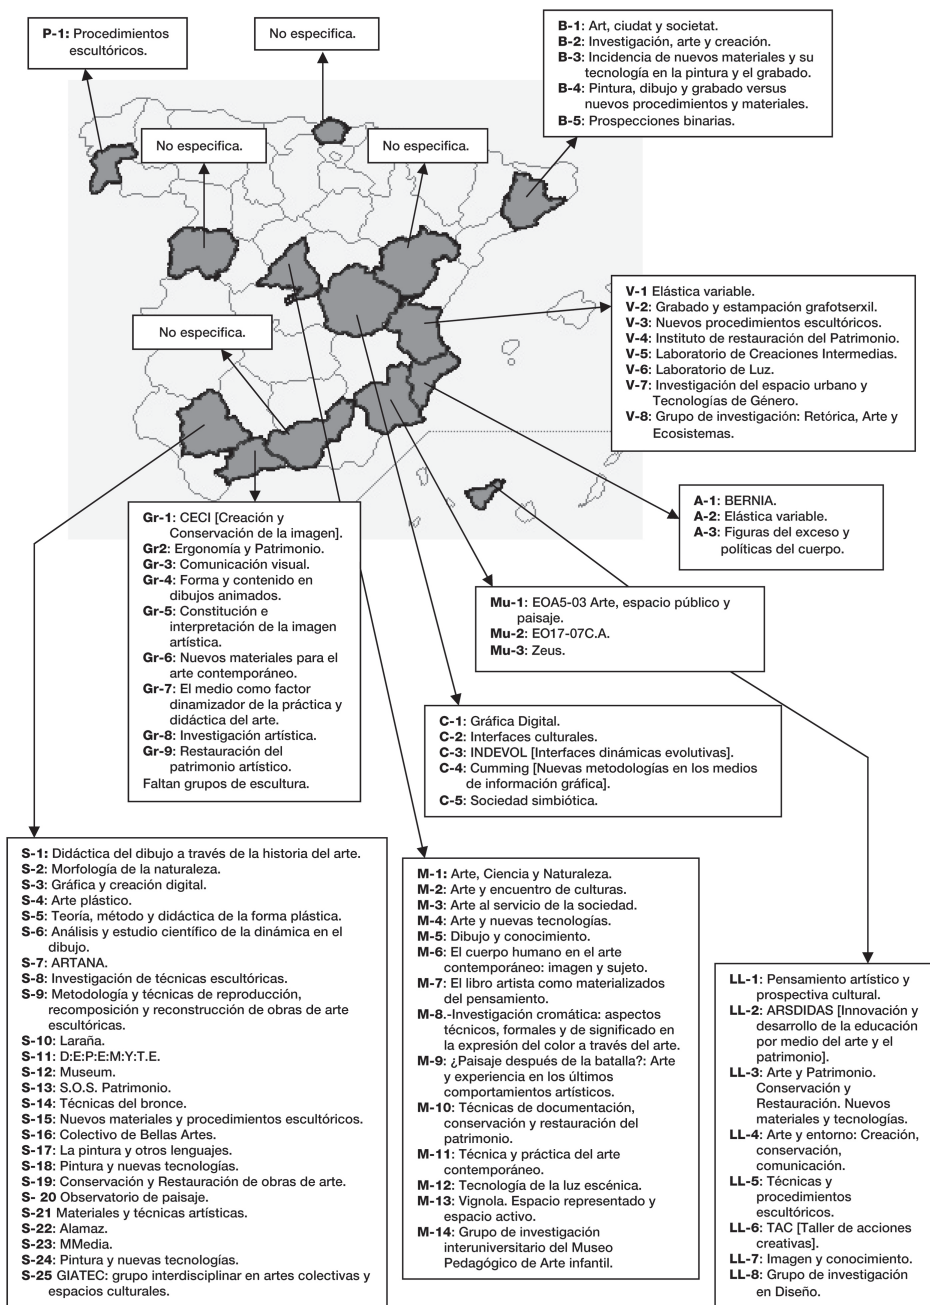 P-1: Procedimientos
escultóricos.
No especifica.
B-1: Art, ciudat y societat.
B-2: Investigación, arte y creación.
B-3: Incidencia de nuevos materiales y su
tecnología en la pintura y el grabado.
B-4: Pintura, dibujo y grabado versus
nuevos procedimientos y materiales.
B-5: Prospecciones binarias.
No especifica.
No especifica.
No especifica.
V-1 Elástica variable.
V-2: Grabado y estampación grafotserxil.
V-3: Nuevos procedimientos escultóricos.
V-4: Instituto de restauración del Patrimonio.
V-5: Laboratorio de Creaciones Intermedias.
V-6: Laboratorio de Luz.
V-7: Investigación del espacio urbano y
Tecnologías de Género.
V-8: Grupo de investigación: Retórica, Arte y
Ecosistemas.
A-1: BERNIA.
A-2: Elástica variable.
A-3: Figuras del exceso y
políticas del cuerpo.
Gr-1: CECI [Creación y
Conservación de la imagen].
Gr2: Ergonomía y Patrimonio.
Gr-3: Comunicación visual.
Gr-4: Forma y contenido en
dibujos animados.
Gr-5: Constitución e
interpretación de la imagen
artística.
Gr-6: Nuevos materiales para el
arte contemporáneo.
Gr-7: El medio como factor
dinamizador de la práctica y
didáctica del arte.
Gr-8: Investigación artística.
Gr-9: Restauración del
patrimonio artístico.
Faltan grupos de escultura.
Mu-1: EOA5-03 Arte, espacio público y
paisaje.
Mu-2: EO17-07C.A.
Mu-3: Zeus.
C-1: Gráfica Digital.
C-2: Interfaces culturales.
C-3: INDEVOL [Interfaces dinámicas evolutivas].
C-4: Cumming [Nuevas metodologías en los medios
de información gráfica].
C-5: Sociedad simbiótica.
S-1: Didáctica del dibujo a través de la historia del arte.
S-2: Morfología de la naturaleza.
S-3: Gráfica y creación digital.
S-4: Arte plástico.
S-5: Teoría, método y didáctica de la forma plástica.
S-6: Análisis y estudio científico de la dinámica en el
dibujo.
S-7: ARTANA.
S-8: Investigación de técnicas escultóricas.
S-9: Metodología y técnicas de reproducción,
recomposición y reconstrucción de obras de arte
escultóricas.
S-10: Laraña.
S-11: D:E:P:E:M:Y:T.E.
S-12: Museum.
S-13: S.O.S. Patrimonio.
S-14: Técnicas del bronce.
S-15: Nuevos materiales y procedimientos escultóricos.
S-16: Colectivo de Bellas Artes.
S-17: La pintura y otros lenguajes.
S-18: Pintura y nuevas tecnologías.
S-19: Conservación y Restauración de obras de arte.
S- 20 Observatorio de paisaje.
S-21 Materiales y técnicas artísticas.
S-22: Alamaz.
S-23: MMedia.
S-24: Pintura y nuevas tecnologías.
S-25 GIATEC: grupo interdisciplinar en artes colectivas y
espacios culturales.
M-1: Arte, Ciencia y Naturaleza.
M-2: Arte y encuentro de culturas.
M-3: Arte al servicio de la sociedad.
M-4: Arte y nuevas tecnologías.
M-5: Dibujo y conocimiento.
M-6: El cuerpo humano en el arte
contemporáneo: imagen y sujeto.
M-7: El libro artista como materializados
del pensamiento.
M-8.-Investigación cromática: aspectos
técnicos, formales y de significado en
la expresión del color a través del arte.
M-9: ¿Paisaje después de la batalla?: Arte
y experiencia en los últimos
comportamientos artísticos.
M-10: Técnicas de documentación,
conservación y restauración del
patrimonio.
M-11: Técnica y práctica del arte
contemporáneo.
M-12: Tecnología de la luz escénica.
M-13: Vignola. Espacio representado y
espacio activo.
M-14: Grupo de investigación
interuniversitario del Museo
Pedagógico de Arte infantil.
LL-1: Pensamiento artístico y
prospectiva cultural.
LL-2: ARSDIDAS [Innovación y
desarrollo de la educación
por medio del arte y el
patrimonio].
LL-3: Arte y Patrimonio.
Conservación y
Restauración. Nuevos
materiales y tecnologías.
LL-4: Arte y entorno: Creación,
conservación,
comunicación.
LL-5: Técnicas y
procedimientos
escultóricos.
LL-6: TAC [Taller de acciones
creativas].
LL-7: Imagen y conocimiento.
LL-8: Grupo de investigación
en Diseño.